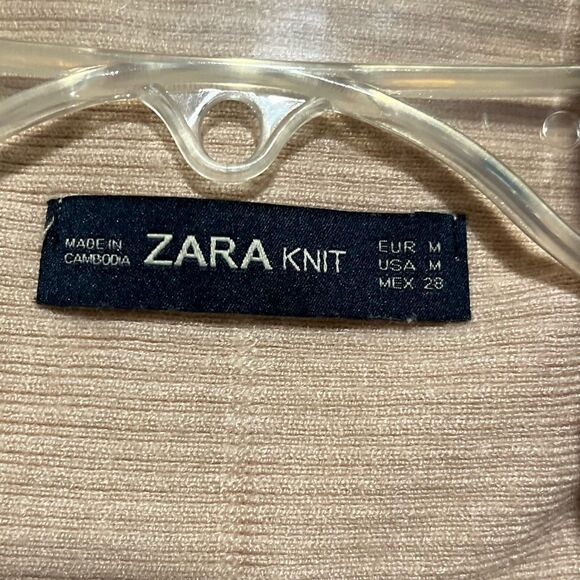 MADE IN
CAMBODIA
ZARA KNIT
EUR M
USA M
MEX 28